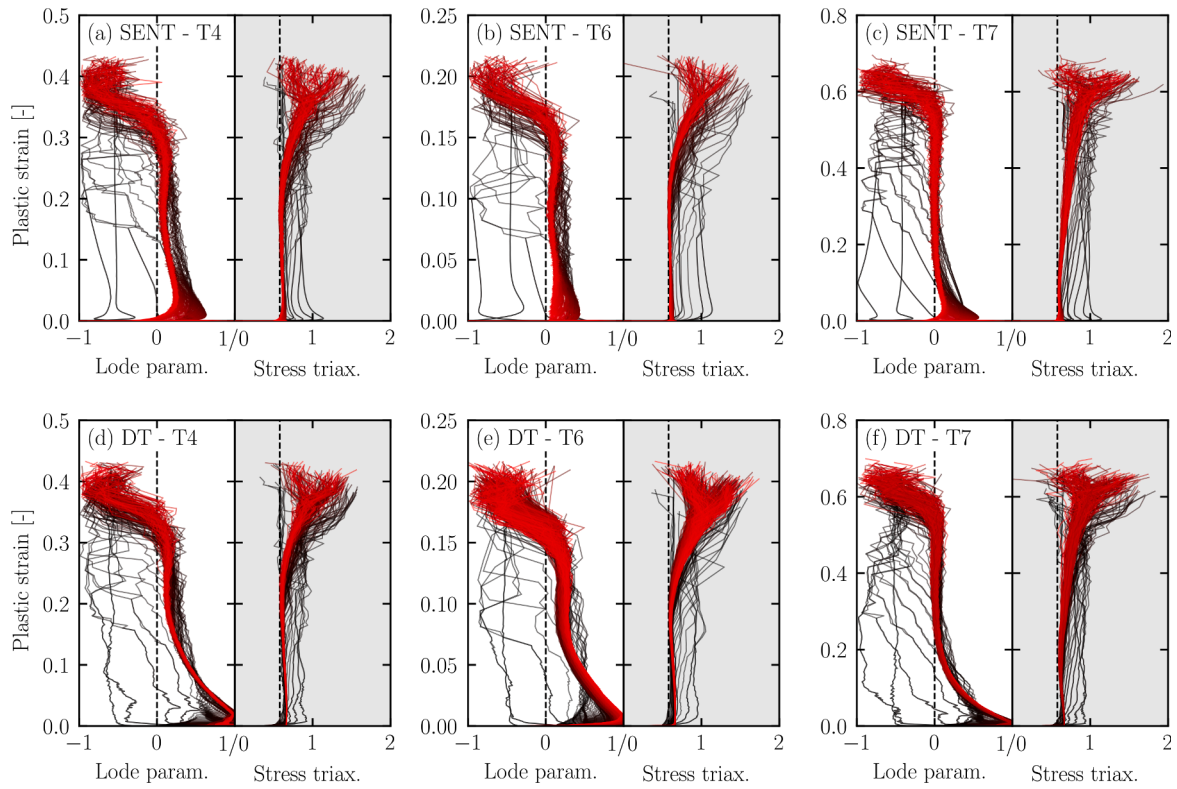 (a) SENT - T4
(b) SENT - T6
(c) SENT - T7
Plastic strain [-]
0.5
0.4
0.3
0.2
0.1
0.0
0.25
0.20
0.15
0.10
0.05
0.00
0.8
0.6
0.4
0.2
0.0
−1 0 1/0 1 2
−1 0 1/0 1 2
−1 0 1/0 1 2
Lode param. Stress triax.
Lode param. Stress triax.
Lode param. Stress triax.
(d) DT - T4
(e) DT - T6
(f) DT - T7
Plastic strain [-]
0.5
0.4
0.3
0.2
0.1
0.0
0.25
0.20
0.15
0.10
0.05
0.00
0.8
0.6
0.4
0.2
0.0
−1 0 1/0 1 2
−1 0 1/0 1 2
−1 0 1/0 1 2
Lode param. Stress triax.
Lode param. Stress triax.
Lode param. Stress triax.